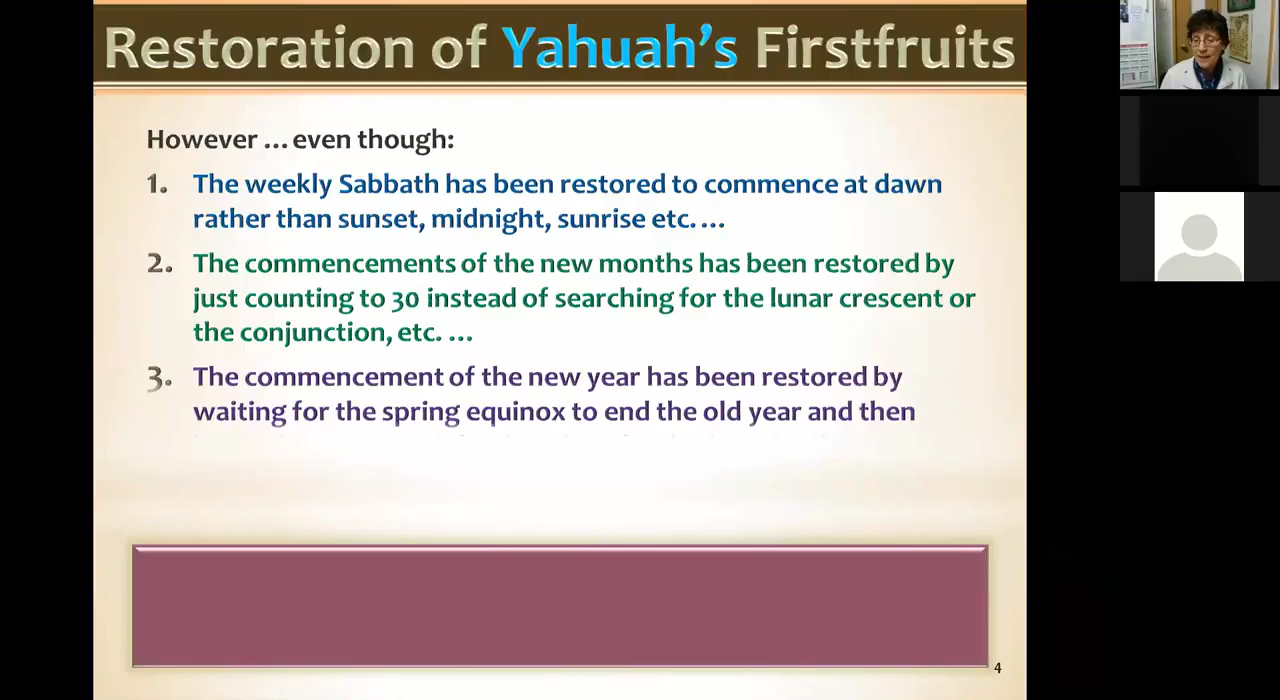 Restoration of Yahuah's Firstfruits
However ... even though:
1. The weekly Sabbath has been restored to commence at dawn
rather than sunset, midnight, sunrise etc. ...
2. The commencements of the new months has been restored by
just counting to 30 instead of searching for the lunar crescent or
the conjunction, etc. ...
3. The commencement of the new year has been restored by
waiting for the spring equinox to end the old year and then
4